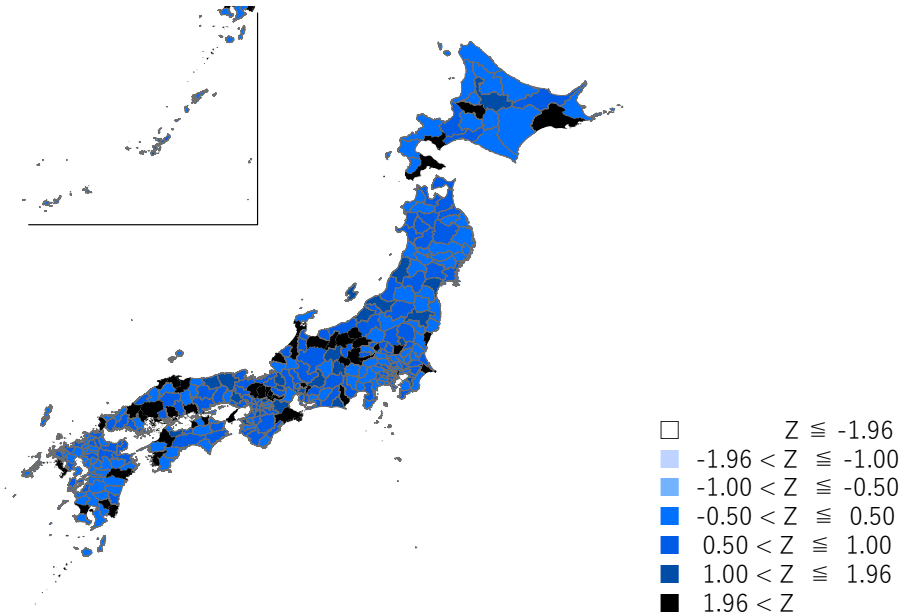 Z ≦ -1.96
-1.96 < Z ≦ -1.00
-1.00 < Z ≦ -0.50
-0.50 < Z ≦ 0.50
0.50 < Z ≦ 1.00
1.00 < Z ≦ 1.96
1.96 < Z